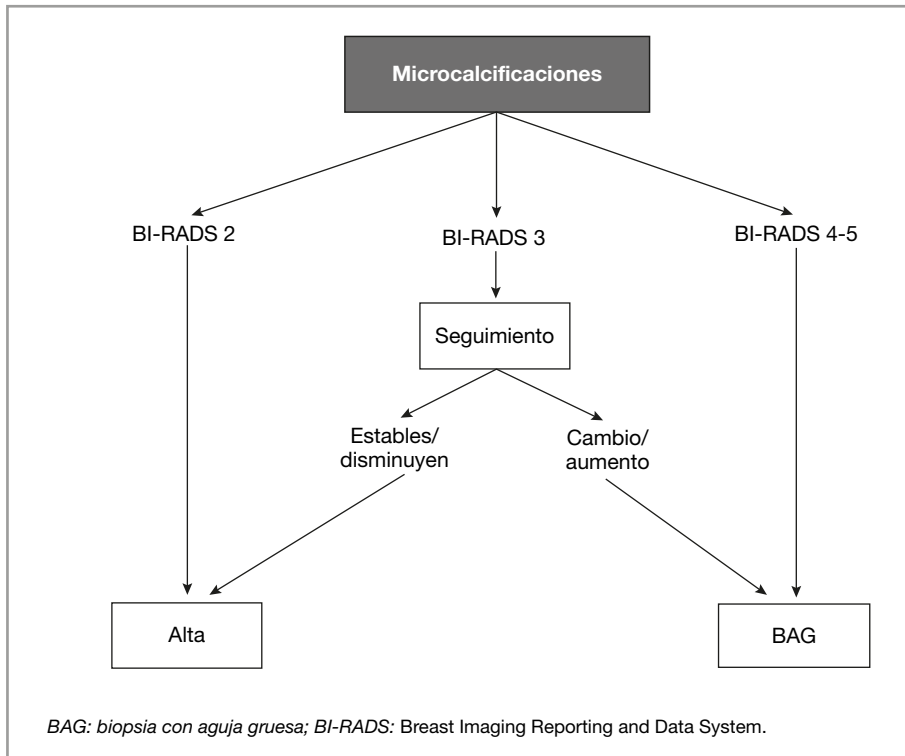 Microcalcificaciones
BI-RADS 2
BI-RADS 3
BI-RADS 4-5
Seguimiento
Estables/
disminuyen
Cambio/
aumento
Alta
BAG
BAG: biopsia con aguja gruesa; BI-RADS: Breast Imaging Reporting and Data System.